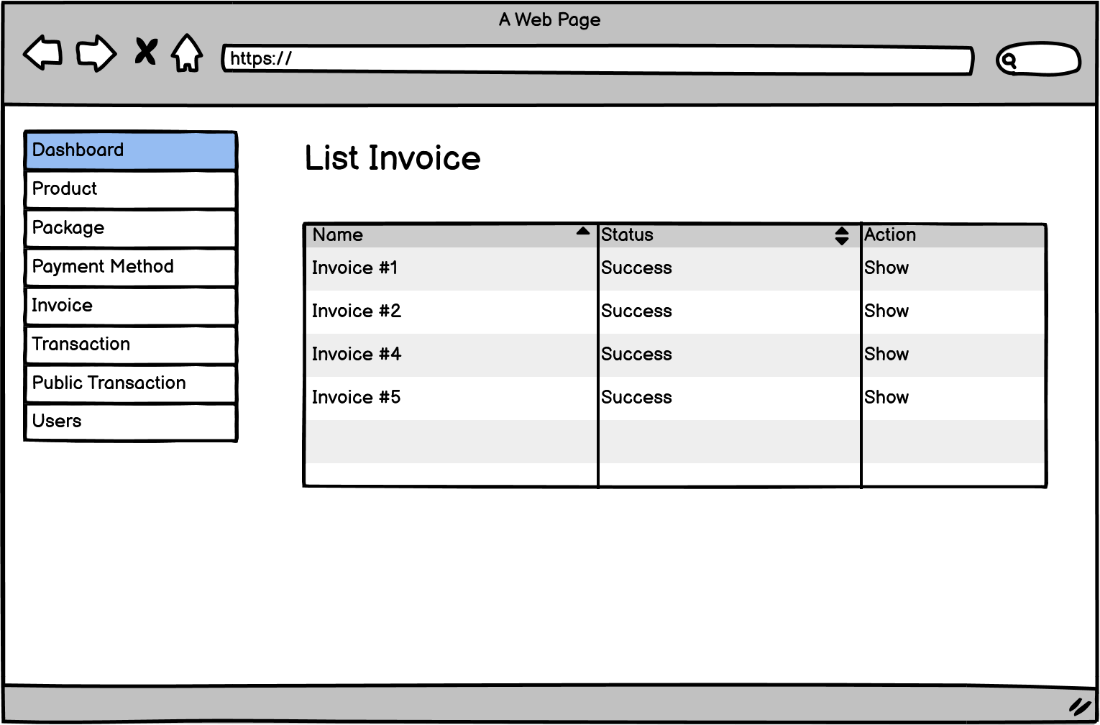 A Web Page
https://
Dashboard
Product
Package
Payment Method
Invoice
Transaction
Public Transaction
Users
List Invoice
Name Status Action
Invoice #1 Success Show
Invoice #2 Success Show
Invoice #4 Success Show
Invoice #5 Success Show